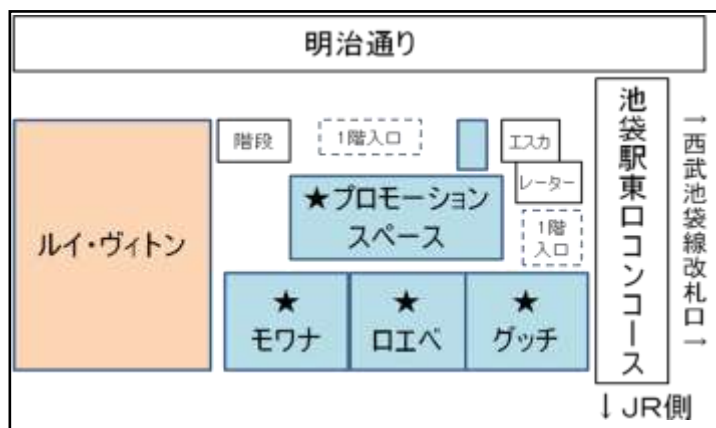 明治通り
階段
1階入口
エスカ
レーター
★プロモーション
スペース
1階
入口
ルイ・ヴィトン
★
モワナ
★
ロエベ
★
グッチ
池袋駅東口コンコース
→西武池袋線改札口→
↓JR側